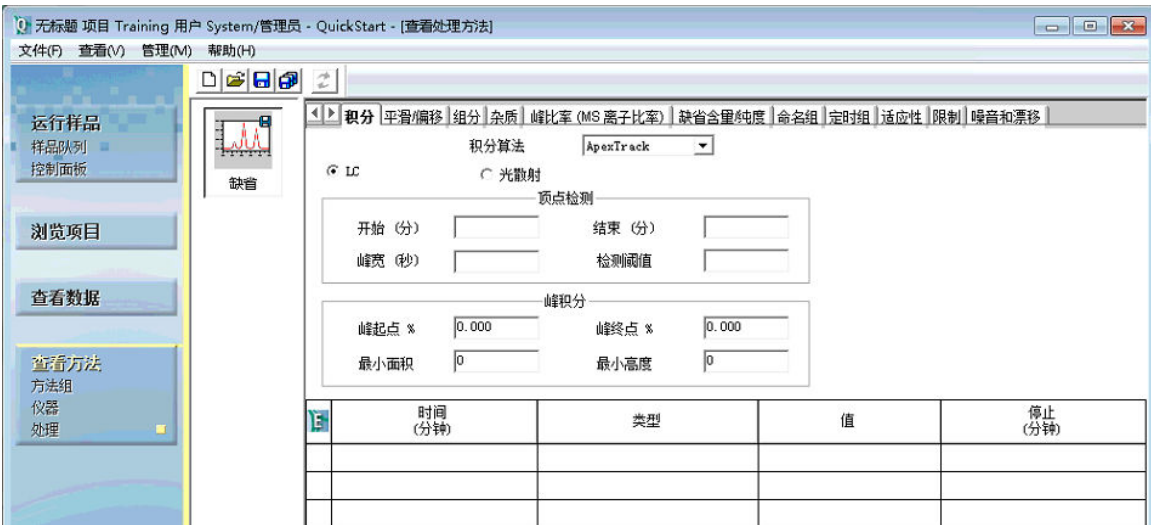 无标题 项目 Training 用户 System/管理员 - QuickStart - [查看处理方法]
文件(F) 查看(V) 管理(M) 帮助(H)
运行样品
样品队列
控制面板
浏览项目
查看数据
查看方法
方法组
仪器
处理
缺省
积分 平滑/偏移 组分 杂质 峰比率 (MS 离子比率) 缺省含量/纯度 命名组 定时组 适应性 限制 噪音和漂移
积分算法 ApexTrack
LC 光散射
顶点检测
开始 (分) 结束 (分)
峰宽 (秒) 检测阈值
峰积分
峰起点 % 0.000 峰终点 % 0.000
最小面积 0 最小高度 0
时间 (分钟) 类型 值 停止 (分钟)